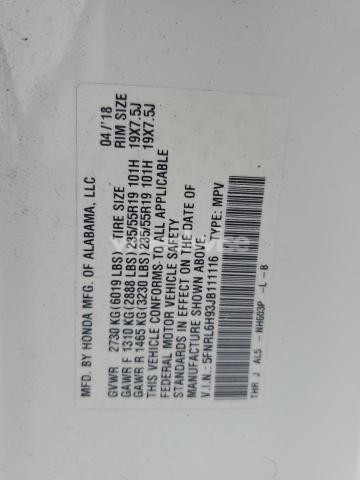 MFD. BY HONDA MFG. OF ALABAMA, LLC 04/'18
GVWR 2730 KG(6019 LBS) TIRE SIZE RIM SIZE
GAWR F 1310 KG(2888 LBS) 235/55R19 101H 19X7.5J
GAWR R 1465 KG(3230 LBS) 235/55R19 101H 19X7.5J
THIS VEHICLE CONFORMS TO ALL APPLICABLE
FEDERAL MOTOR VEHICLE SAFETY
STANDARDS IN EFFECT ON THE DATE OF
MANUFACTURE SHOWN ABOVE.
V.I.N.: 5FNRL6H93JB111116 TYPE: MPV
THR J AL5 - NH603P -L-B